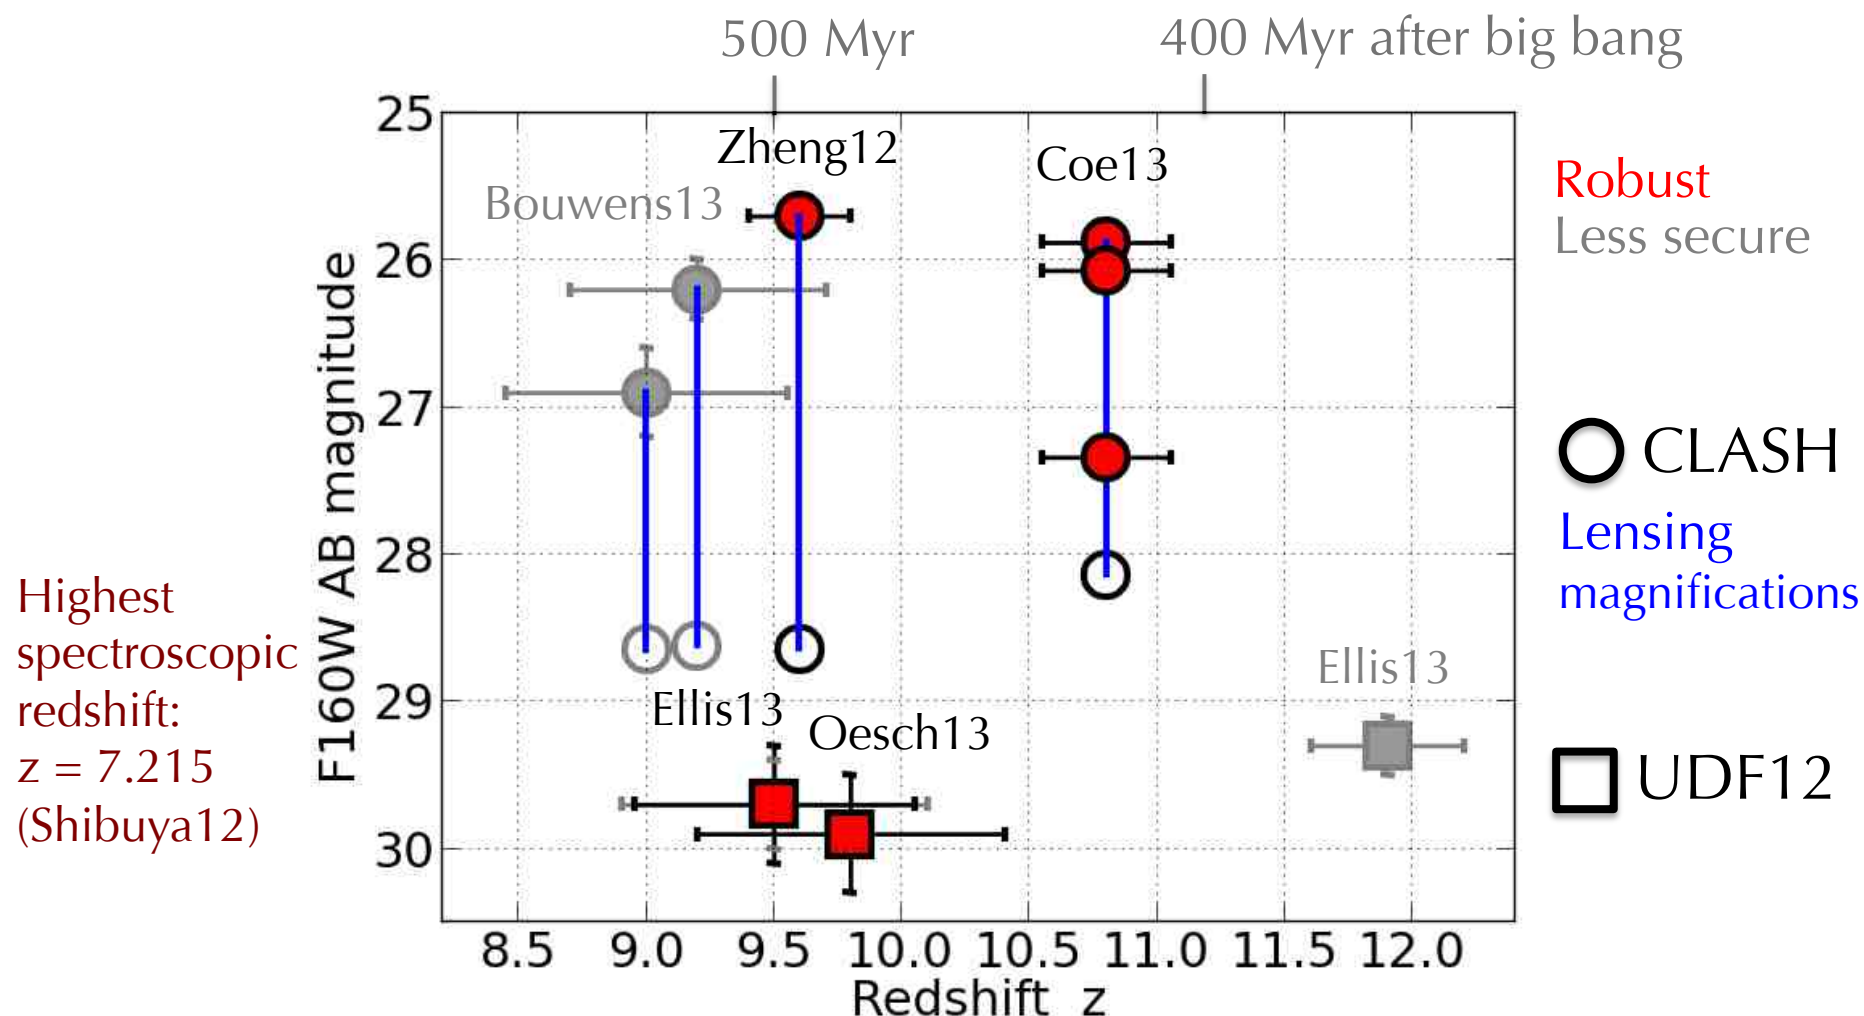 500 Myr
400 Myr after big bang
25
26
27
28
29
30
F160W AB magnitude
Zheng12
Coe13
Bouwens13
Ellis13
Oesch13
Ellis13
8.5 9.0 9.5 10.0 10.5 11.0 11.5 12.0
Redshift z
Robust
Less secure
CLASH
Lensing
magnifications
UDF12
Highest
spectroscopic
redshift:
z = 7.215
(Shibuya12)